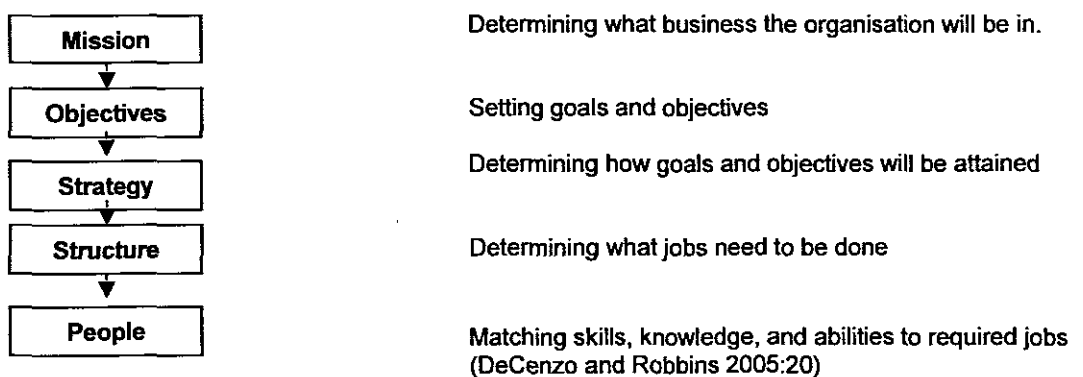 Mission
Determining what business the organisation will be in.
Objectives
Setting goals and objectives
Strategy
Determining how goals and objectives will be attained
Structure
Determining what jobs need to be done
People
Matching skills, knowledge, and abilities to required jobs
(DeCenzo and Robbins 2005:20)